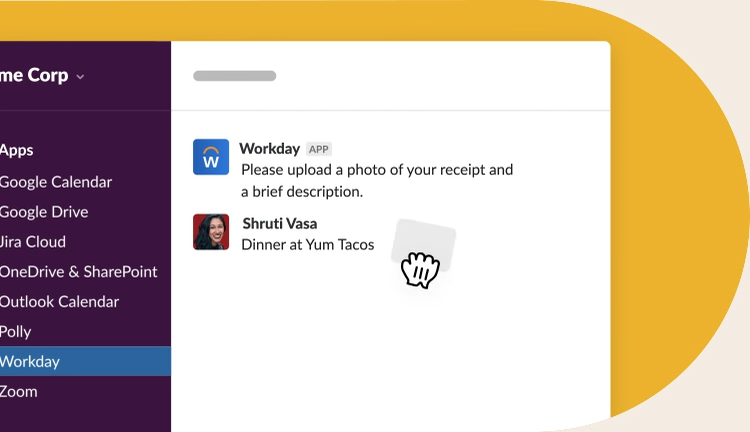 me Corp
Apps
Google Calendar
Google Drive
Jira Cloud
OneDrive & SharePoint
Outlook Calendar
Polly
Workday
Zoom
W
Workday APP
Please upload a photo of your receipt and
a brief description.
Shruti Vasa
Dinner at Yum Tacos